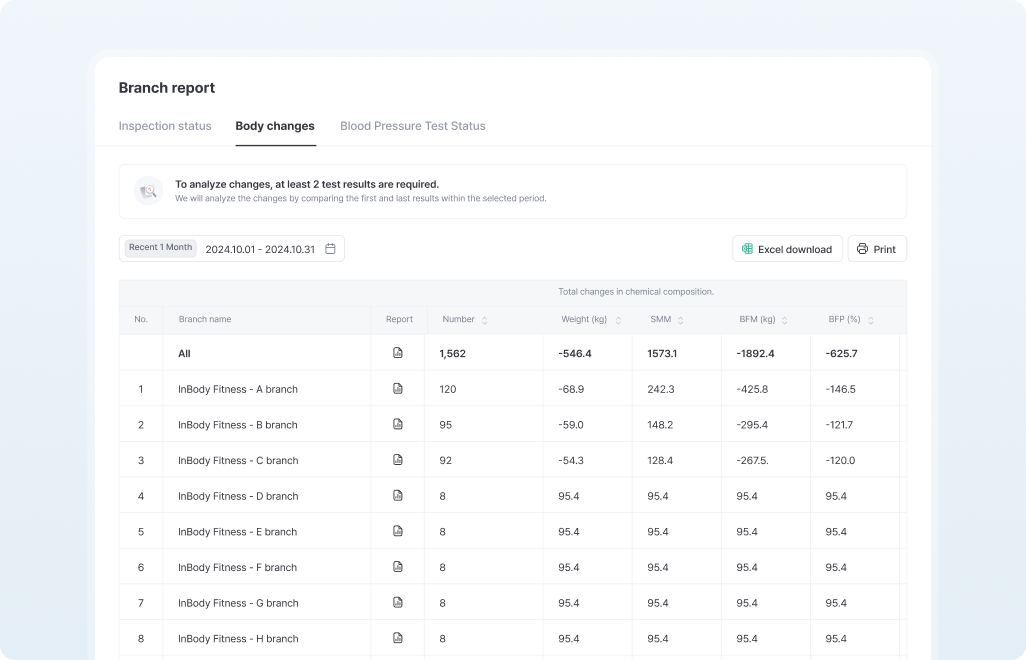 Branch report
Inspection status Body changes Blood Pressure Test Status
To analyze changes, at least 2 test results are required.
We will analyze the changes by comparing the first and last results within the selected period.
Recent 1 Month 2024.10.01 - 2024.10.31 Excel download Print
Total changes in chemical composition.
No. Branch name Report Number Weight (kg) SMM BFM (kg) BFP (%)
All 1,562 -546.4 1573.1 -1892.4 -625.7
1 InBody Fitness - A branch 120 -68.9 242.3 -425.8 -146.5
2 InBody Fitness - B branch 95 -59.0 148.2 -295.4 -121.7
3 InBody Fitness - C branch 92 -54.3 128.4 -267.5. -120.0
4 InBody Fitness - D branch 8 95.4 95.4 95.4 95.4
5 InBody Fitness - E branch 8 95.4 95.4 95.4 95.4
6 InBody Fitness - F branch 8 95.4 95.4 95.4 95.4
7 InBody Fitness - G branch 8 95.4 95.4 95.4 95.4
8 InBody Fitness - H branch 8 95.4 95.4 95.4 95.4